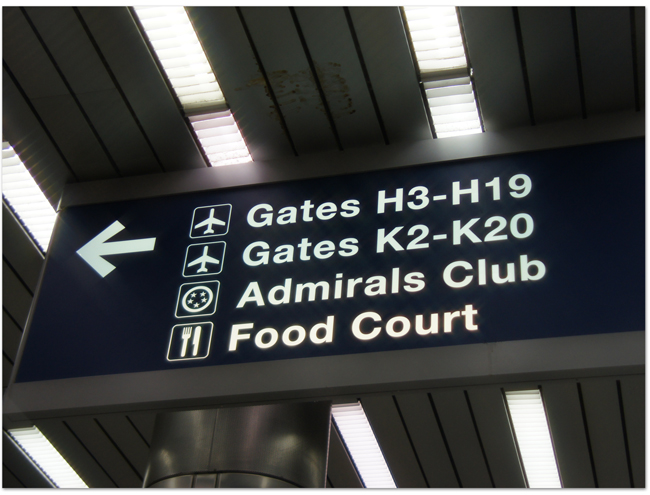 Gates H3-H19
Gates K2-K20
Admirals Club
Food Court